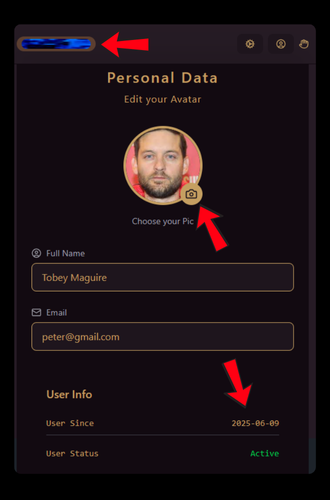 Personal Data
Edit your Avatar
Choose your Pic
Full Name
Tobey Maguire
Email
peter@gmail.com
User Info
User Since 2025-06-09
User Status Active